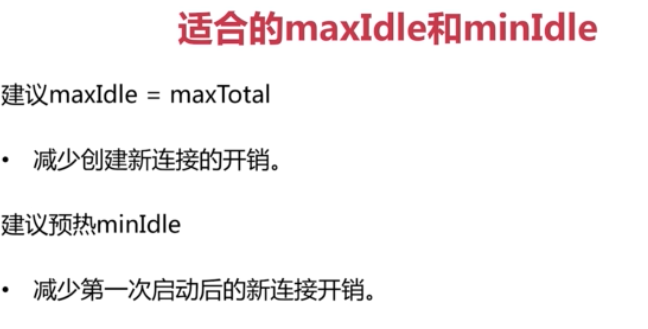 适合的maxIdle和minIdle
建议maxIdle = maxTotal
• 减少创建新连接的开销。
建议预热minIdle
• 减少第一次启动后的新连接开销。